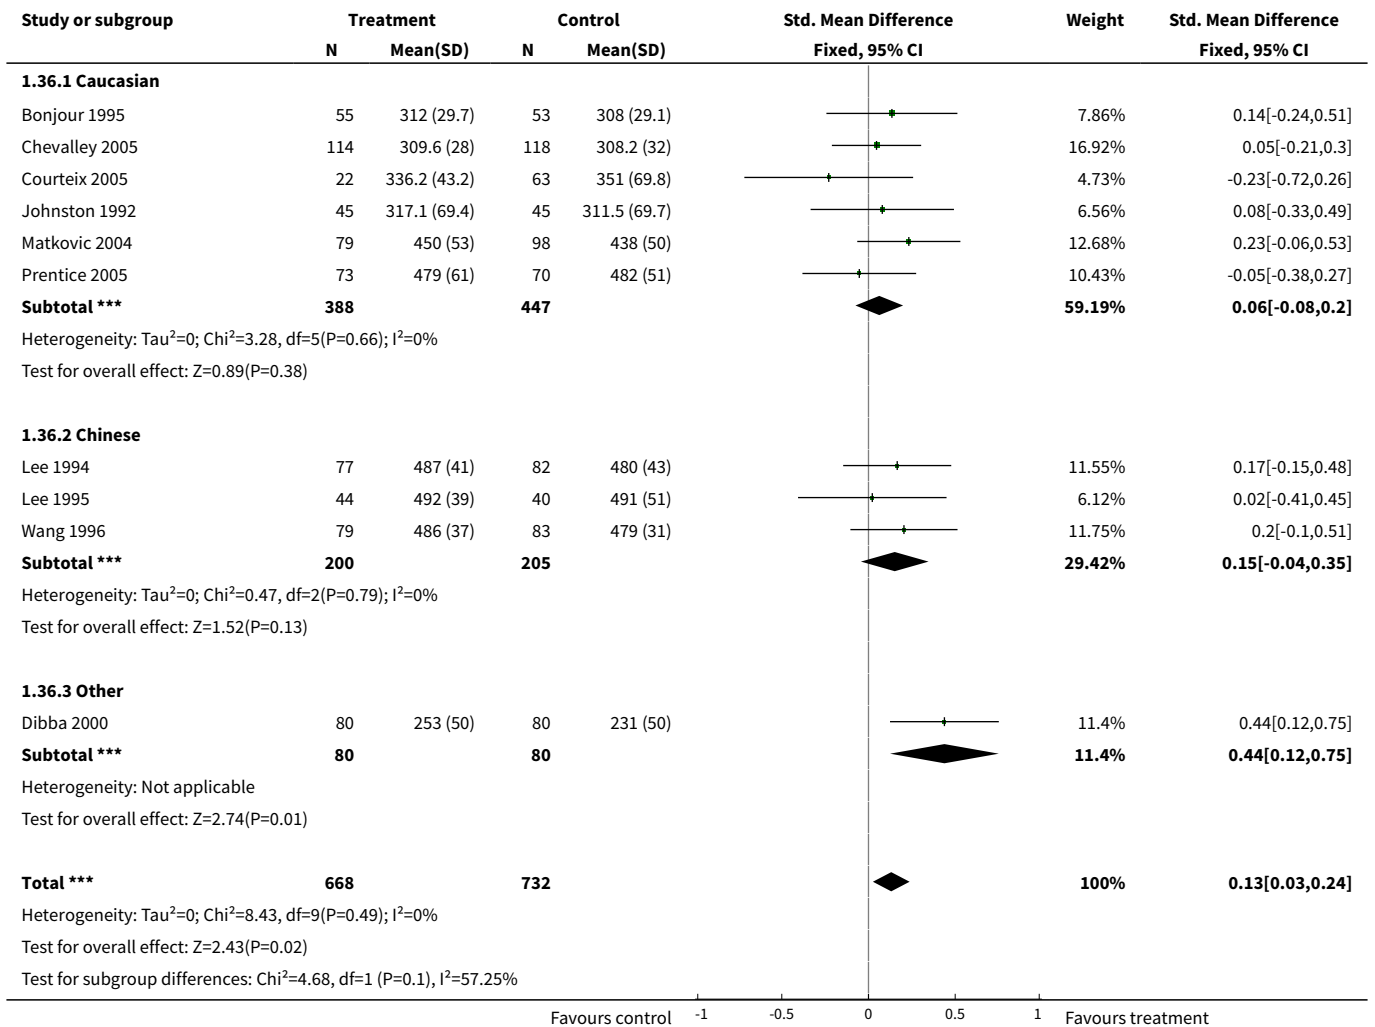 Study or subgroup Treatment Control Std. Mean Difference Weight Std. Mean Difference
N Mean(SD) N Mean(SD) Fixed, 95% CI Fixed, 95% CI
1.36.1 Caucasian
Bonjour 1995 55 312 (29.7) 53 308 (29.1) 7.86% 0.14[-0.24,0.51]
Chevalley 2005 114 309.6 (28) 118 308.2 (32) 16.92% 0.05[-0.21,0.3]
Courteix 2005 22 336.2 (43.2) 63 351 (69.8) 4.73% -0.23[-0.72,0.26]
Johnston 1992 45 317.1 (69.4) 45 311.5 (69.7) 6.56% 0.08[-0.33,0.49]
Matkovic 2004 79 450 (53) 98 438 (50) 12.68% 0.23[-0.06,0.53]
Prentice 2005 73 479 (61) 70 482 (51) 10.43% -0.05[-0.38,0.27]
Subtotal *** 388 447 59.19% 0.06[-0.08,0.2]
Heterogeneity: Tau²=0; Chi²=3.28, df=5(P=0.66); I²=0%
Test for overall effect: Z=0.89(P=0.38)
1.36.2 Chinese
Lee 1994 77 487 (41) 82 480 (43) 11.55% 0.17[-0.15,0.48]
Lee 1995 44 492 (39) 40 491 (51) 6.12% 0.02[-0.41,0.45]
Wang 1996 79 486 (37) 83 479 (31) 11.75% 0.2[-0.1,0.51]
Subtotal *** 200 205 29.42% 0.15[-0.04,0.35]
Heterogeneity: Tau²=0; Chi²=0.47, df=2(P=0.79); I²=0%
Test for overall effect: Z=1.52(P=0.13)
1.36.3 Other
Dibba 2000 80 253 (50) 80 231 (50) 11.4% 0.44[0.12,0.75]
Subtotal *** 80 80 11.4% 0.44[0.12,0.75]
Heterogeneity: Not applicable
Test for overall effect: Z=2.74(P=0.01)
Total *** 668 732 100% 0.13[0.03,0.24]
Heterogeneity: Tau²=0; Chi²=8.43, df=9(P=0.49); I²=0%
Test for overall effect: Z=2.43(P=0.02)
Test for subgroup differences: Chi²=4.68, df=1 (P=0.1), I²=57.25%
Favours control -1 -0.5 0 0.5 1 Favours treatment